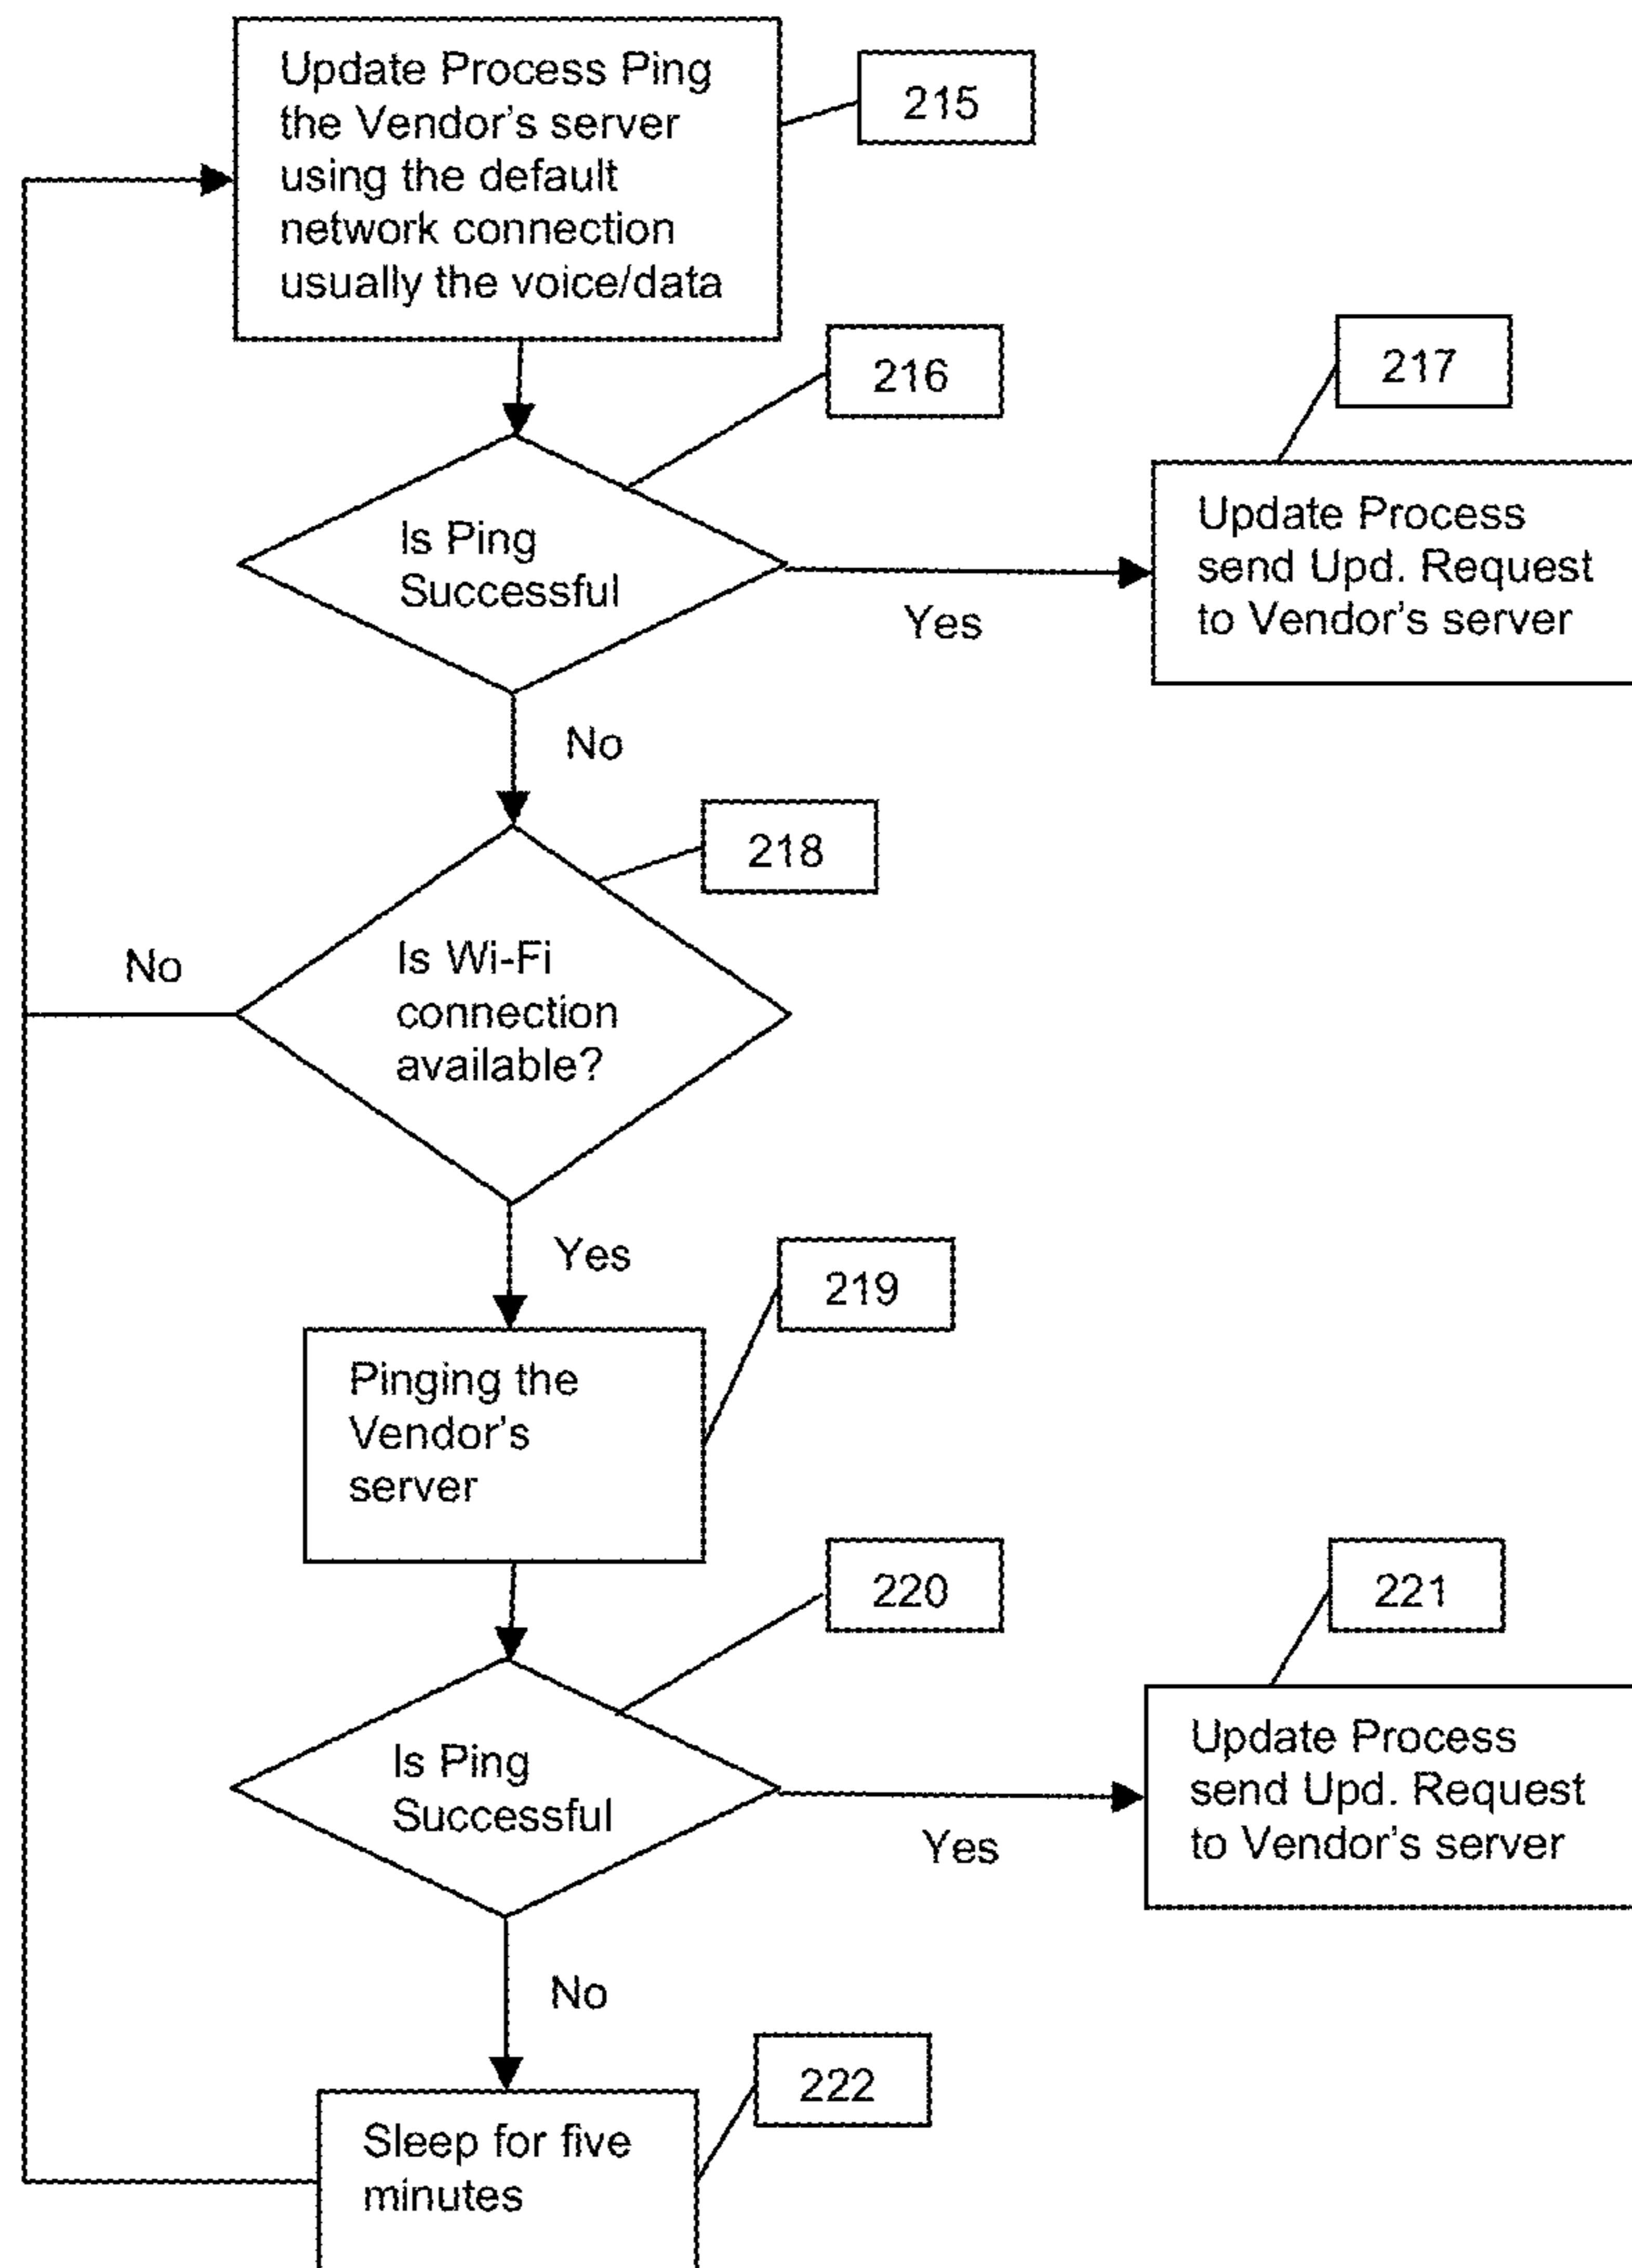 Update Process Ping
the Vendor's server
using the default
network connection
usually the voice/data
215
216
217
Is Ping
Successful
Yes
Update Process
send Upd. Request
to Vendor's server
No
218
No
Is Wi-Fi
connection
available?
Yes
219
Pinging the
Vendor's
server
220
221
Is Ping
Successful
Yes
Update Process
send Upd. Request
to Vendor's server
No
222
Sleep for five
minutes